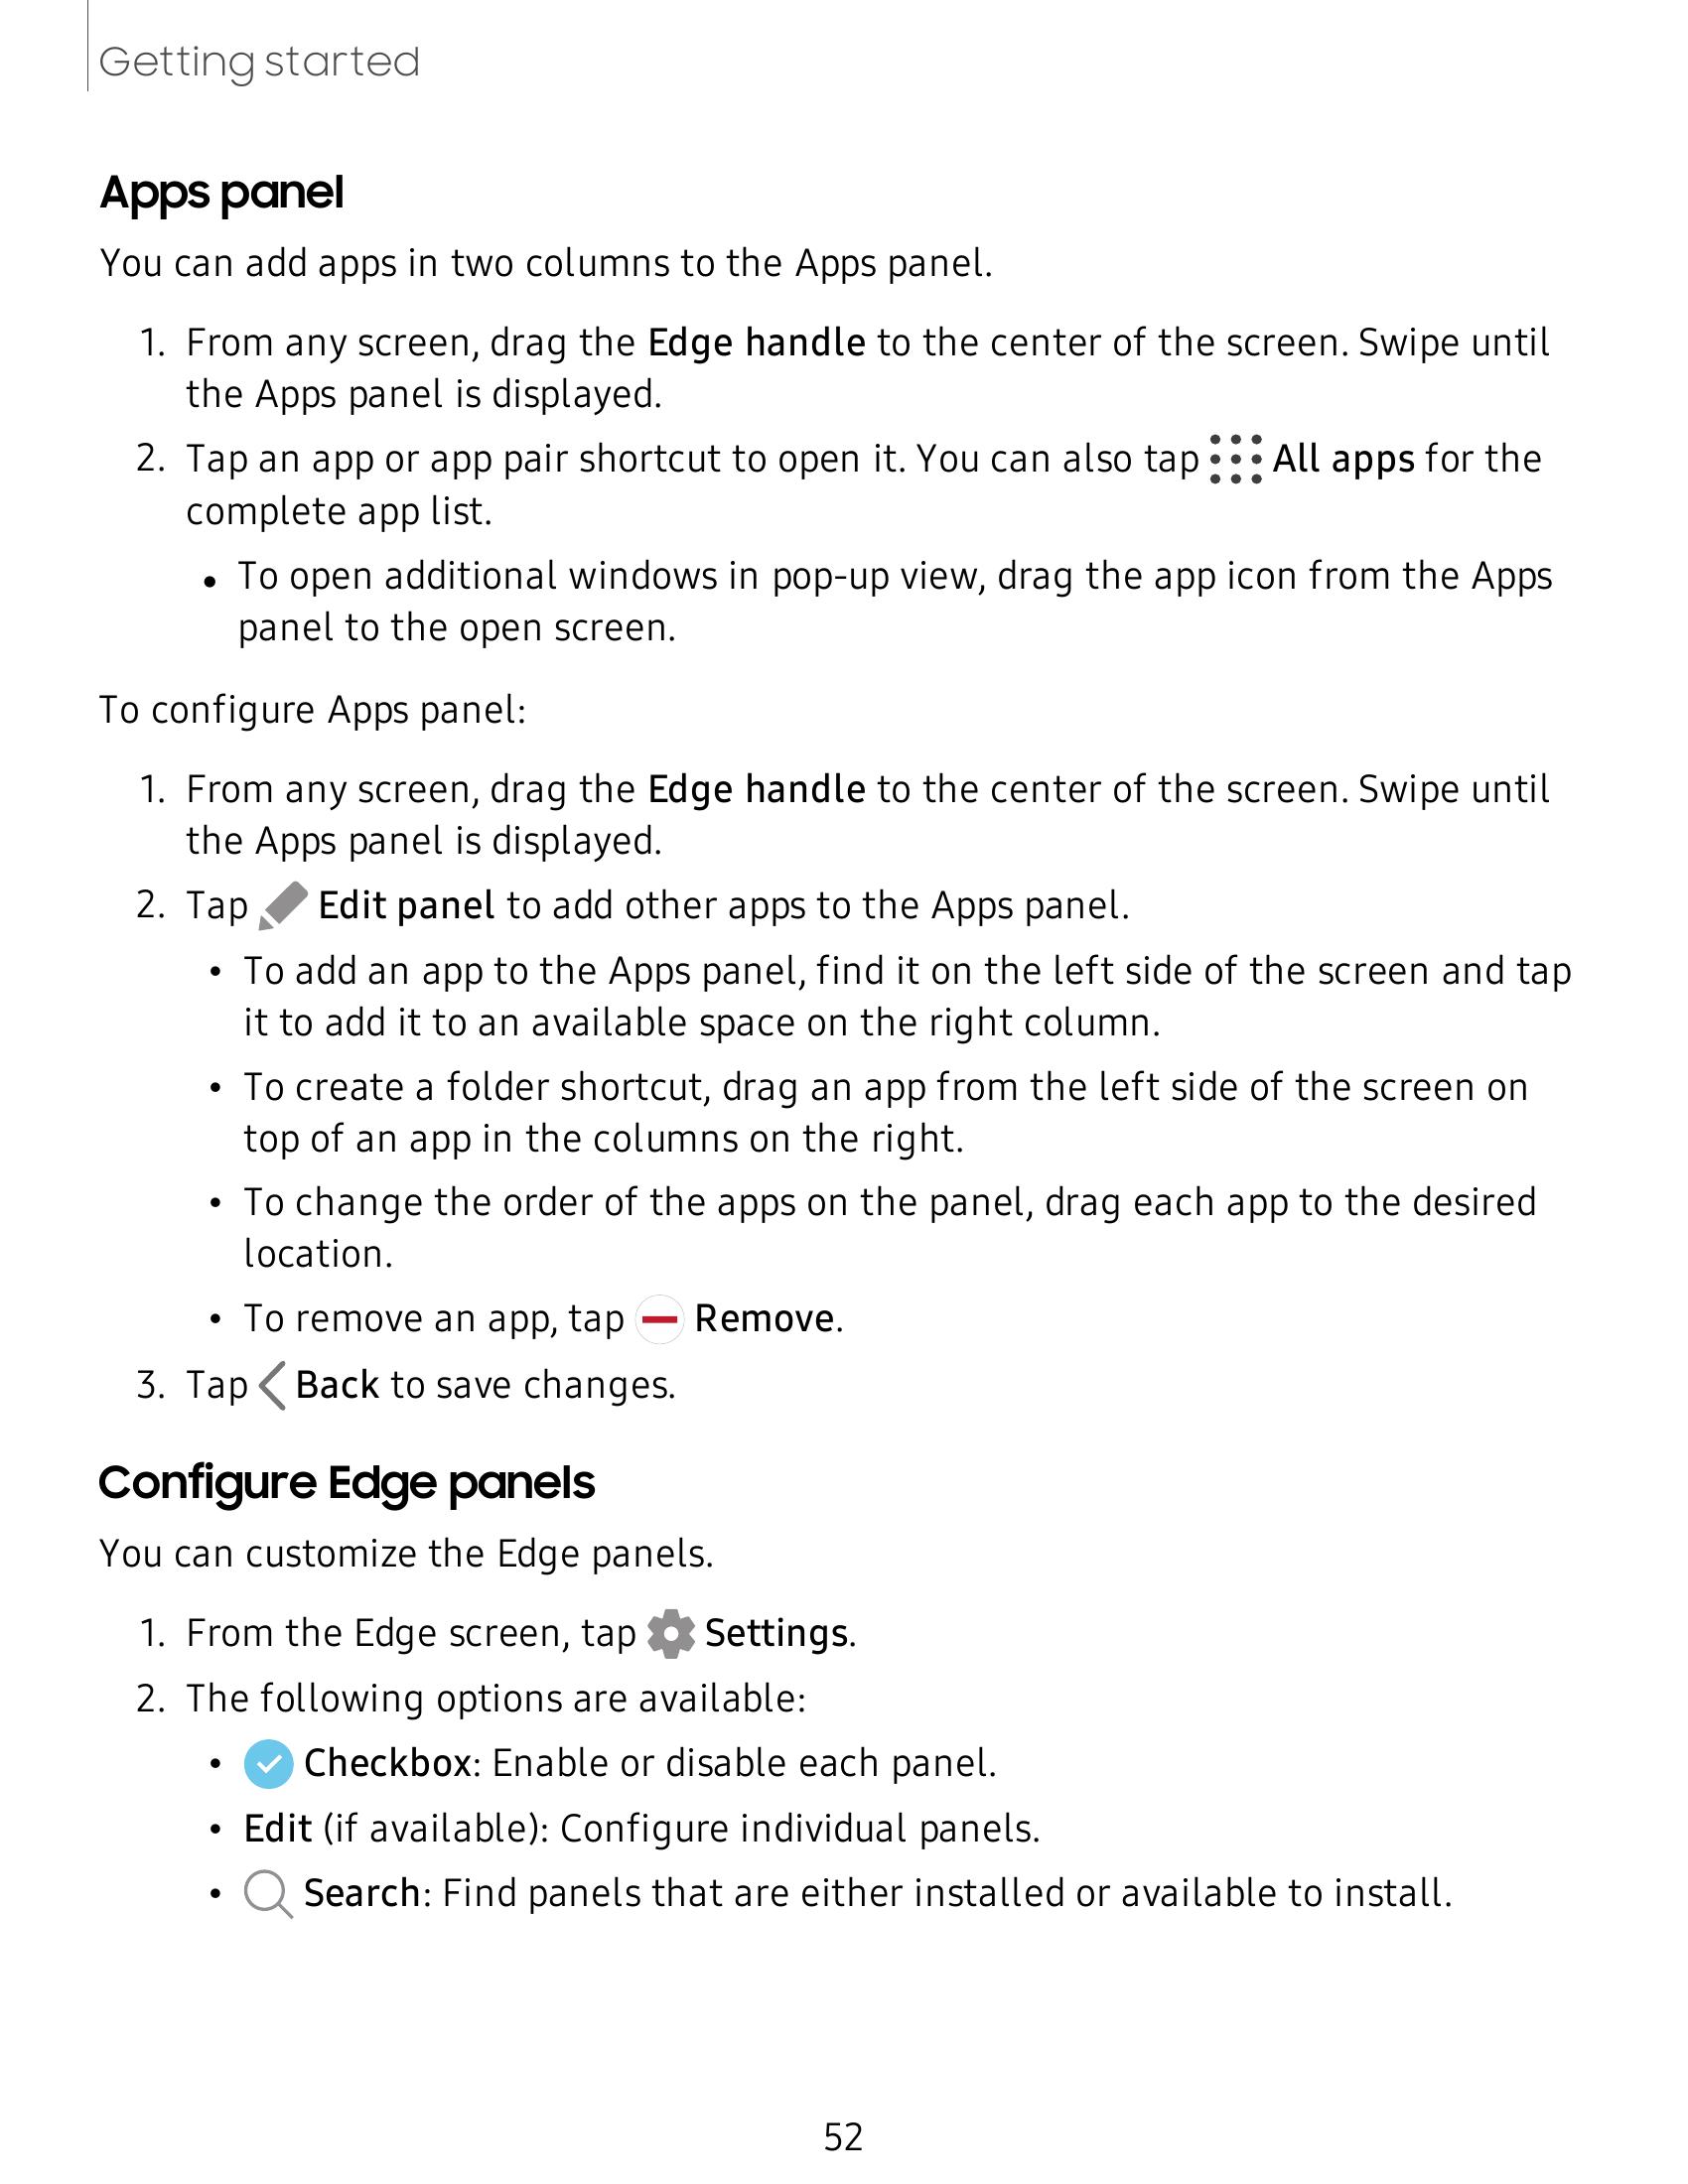 Getting started
Apps panel
You can add apps in two columns to the Apps panel.
1. From any screen, drag the Edge handle to the center of the screen. Swipe until
the Apps panel is displayed.
2. Tap an app or app pair shortcut to open it. You can also tap All apps for the
complete app list.
• To open additional windows in pop-up view, drag the app icon from the Apps
panel to the open screen.
To configure Apps panel:
1. From any screen, drag the Edge handle to the center of the screen. Swipe until
the Apps panel is displayed.
2. Tap Edit panel to add other apps to the Apps panel.
• To add an app to the Apps panel, find it on the left side of the screen and tap
it to add it to an available space on the right column.
• To create a folder shortcut, drag an app from the left side of the screen on
top of an app in the columns on the right.
• To change the order of the apps on the panel, drag each app to the desired
location.
• To remove an app, tap Remove.
3. Tap Back to save changes.
Configure Edge panels
You can customize the Edge panels.
1. From the Edge screen, tap Settings.
2. The following options are available:
• Checkbox: Enable or disable each panel.
• Edit (if available): Configure individual panels.
• Search: Find panels that are either installed or available to install.
52